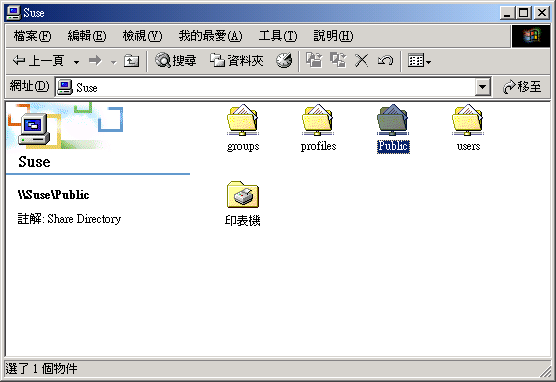 Suse
檔案(F) 編輯(E) 檢視(V) 我的最愛(A) 工具(T) 說明(H)
上一頁 搜尋 資料夾
網址(D) Suse 移至
groups profiles Public users
Suse
\\Suse\Public
註解: Share Directory
印表機
選了 1 個物件